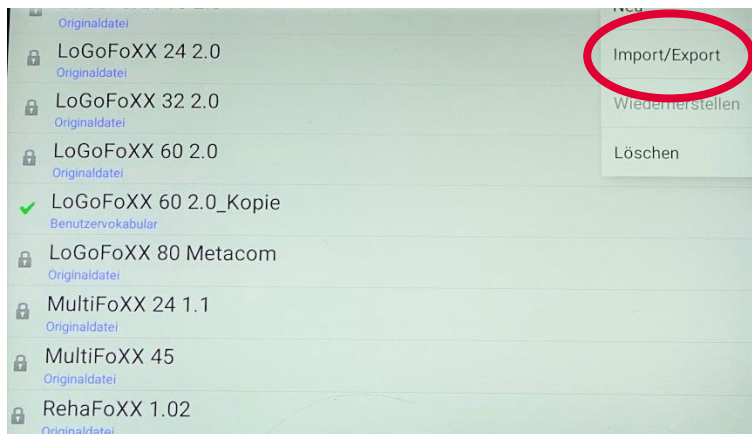 Originaldatei
Neu
LoGoFoXX 24 2.0
Originaldatei
Import/Export
LoGoFoXX 32 2.0
Originaldatei
Wiederherstellen
LoGoFoXX 60 2.0
Originaldatei
Löschen
LoGoFoXX 60 2.0_Kopie
Benutzervokabular
LoGoFoXX 80 Metacom
Originaldatei
MultiFoXX 24 1.1
Originaldatei
MultiFoXX 45
Originaldatei
RehaFoXX 1.02
Originaldatei